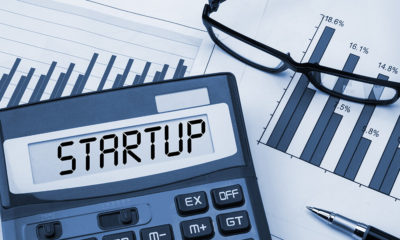 18.6%
16.1%
14.8%
STARTUP
EX
OFF
M-
GT